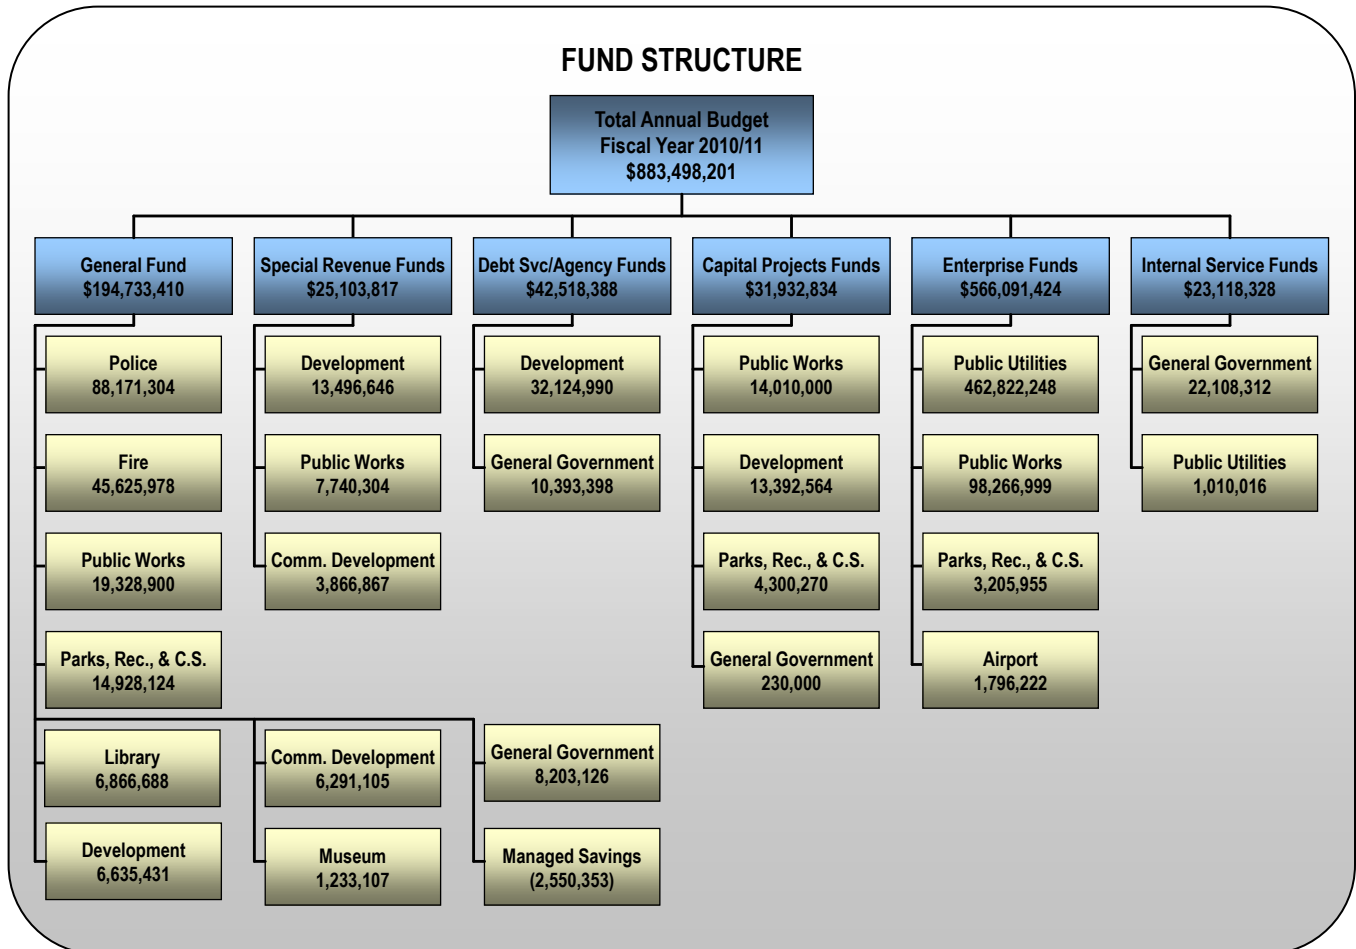 FUND STRUCTURE
Total Annual Budget
Fiscal Year 2010/11
$883,498,201
General Fund
$194,733,410
Special Revenue Funds
$25,103,817
Debt Svc/Agency Funds
$42,518,388
Capital Projects Funds
$31,932,834
Enterprise Funds
$566,091,424
Internal Service Funds
$23,118,328
Police
88,171,304
Development
13,496,646
Development
32,124,990
Public Works
14,010,000
Public Utilities
462,822,248
General Government
22,108,312
Fire
45,625,978
Public Works
7,740,304
General Government
10,393,398
Development
13,392,564
Public Works
98,266,999
Public Utilities
1,010,016
Public Works
19,328,900
Comm. Development
3,866,867
Parks, Rec., & C.S.
4,300,270
Parks, Rec., & C.S.
3,205,955
Parks, Rec., & C.S.
14,928,124
General Government
230,000
Airport
1,796,222
Library
6,866,688
Comm. Development
6,291,105
General Government
8,203,126
Development
6,635,431
Museum
1,233,107
Managed Savings
(2,550,353)